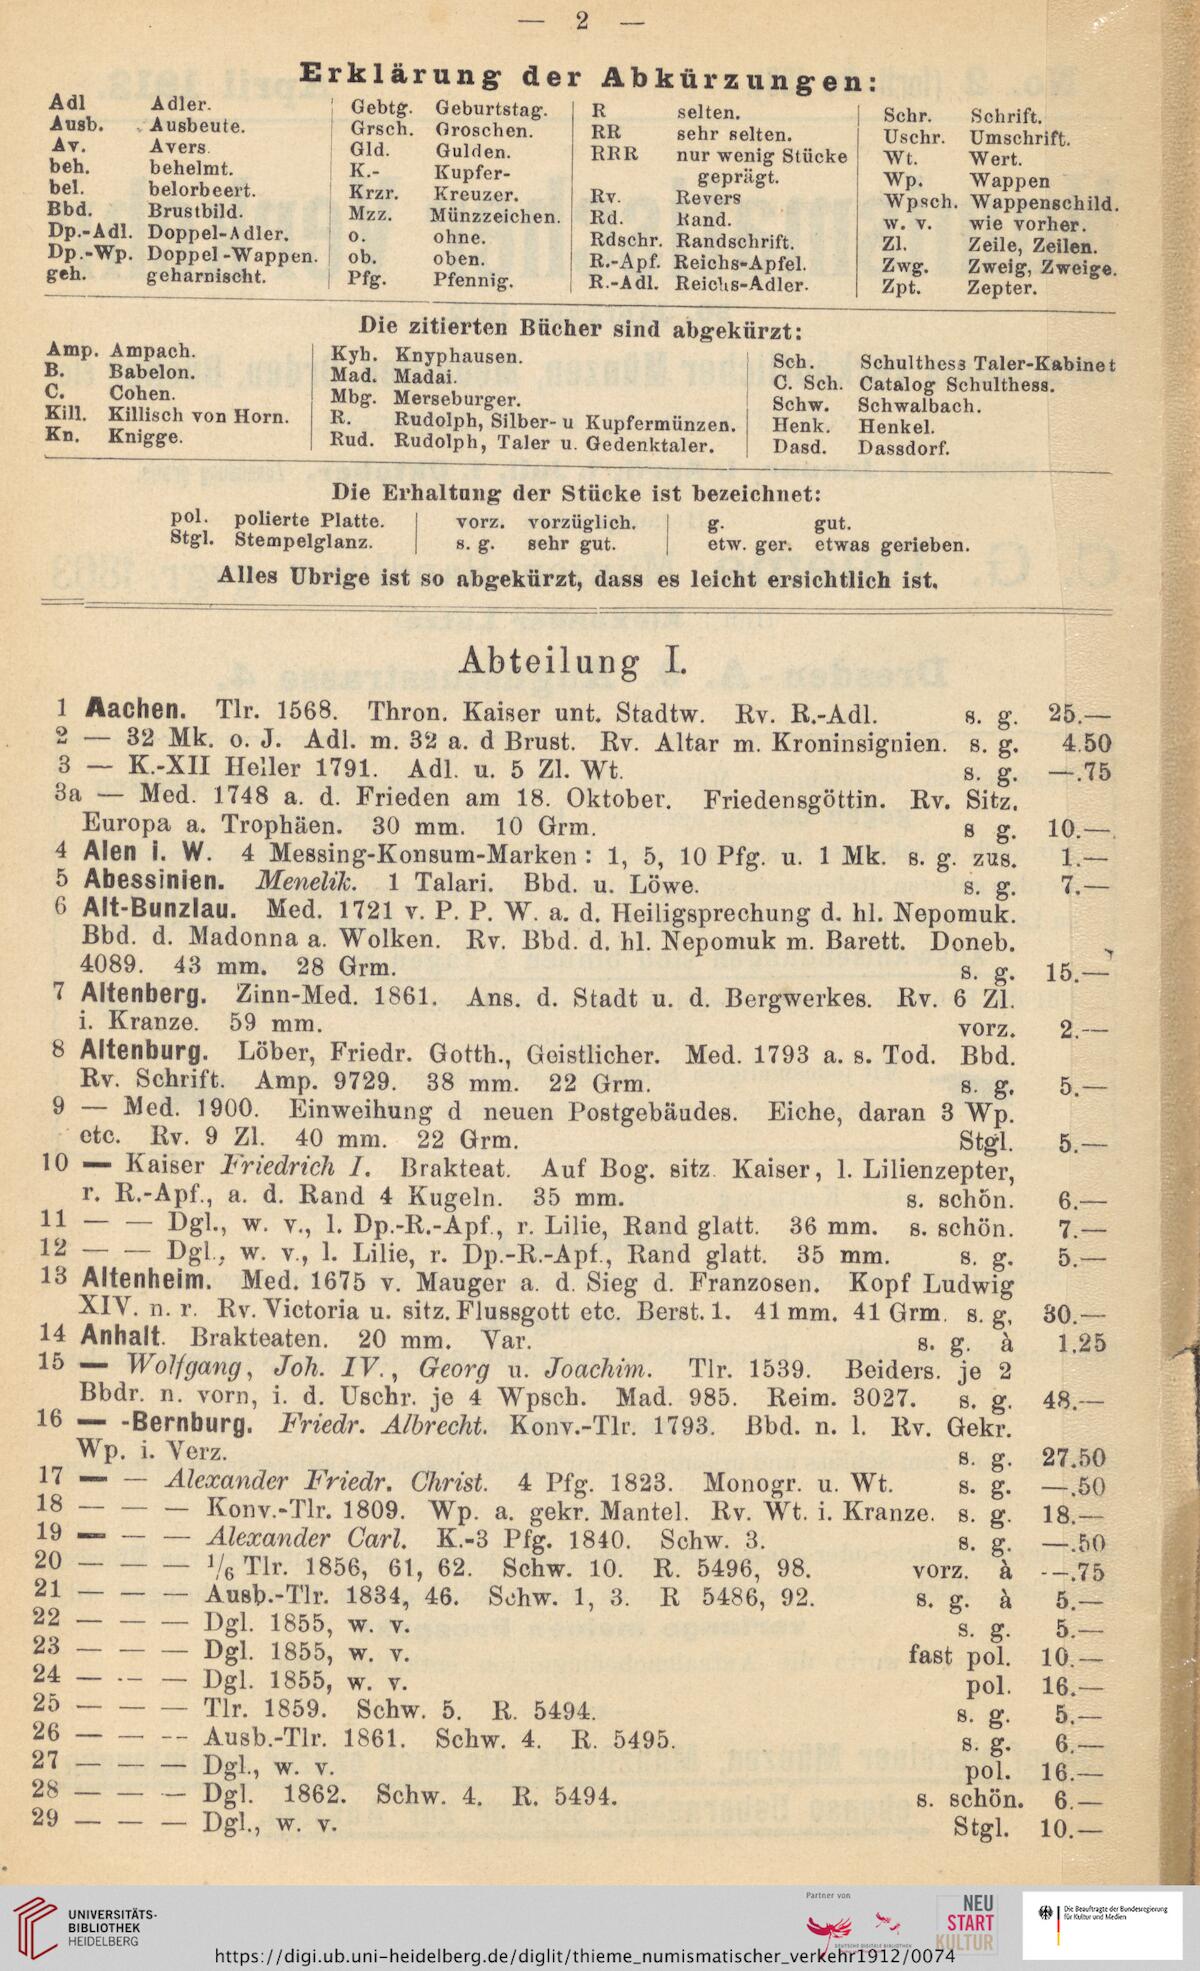 — 2 —
Erklärung der Abkürzungen:
Adl Adler.
Ausb. Ausbeute.
Av. Avers.
beh. behelmt.
bel. belorbeert.
Bbd. Brustbild.
Dp.-Adl. Doppel-Adler.
Dp.-Wp. Doppel-Wappen.
geh. geharnischt.
Gebtg. Geburtstag.
Grsch. Groschen.
Gld. Gulden.
K.- Kupfer-
Krzr. Kreuzer.
Mzz. Münzzeichen.
o. ohne.
ob. oben.
Pfg. Pfennig.
R selten.
RR sehr selten.
RRR nur wenig Stücke
geprägt.
Rv. Revers
Rd. Rand.
Rdschr. Randschrift.
R.-Apf. Reichs-Apfel.
R.-Adl. Reichs-Adler.
Schr. Schrift.
Uschr. Umschrift.
Wt. Wert.
Wp. Wappen
Wpsch. Wappenschild.
w. v. wie vorher.
Zl. Zeile, Zeilen.
Zwg. Zweig, Zweige.
Zpt. Zepter.
Die zitierten Bücher sind abgekürzt:
Amp. Ampach.
B. Babelon.
C. Cohen.
Kill. Killisch von Horn.
Kn. Knigge.
Kyh. Knyphausen.
Mad. Madai.
Mbg. Merseburger.
R. Rudolph, Silber- u Kupfermünzen.
Rud. Rudolph, Taler u. Gedenktaler.
Sch. Schulthess Taler-Kabinet
C. Sch. Catalog Schulthess.
Schw. Schwalbach.
Henk. Henkel.
Dasd. Dassdorf.
Die Erhaltung der Stücke ist bezeichnet:
pol. polierte Platte.
Stgl. Stempelglanz.
vorz. vorzüglich.
s. g. sehr gut.
g. gut.
etw. ger. etwas gerieben.
Alles Übrige ist so abgekürzt, dass es leicht ersichtlich ist.
Abteilung I.
1 Aachen. Tlr. 1568. Thron. Kaiser unt. Stadtw. Rv. R.-Adl. s. g. 25.—
2 — 32 Mk. o. J. Adl. m. 32 a. d Brust. Rv. Altar m. Kroninsignien. s. g. 4.50
3 — K.-XII Heller 1791. Adl. u. 5 Zl. Wt. s. g. —.75
3a — Med. 1748 a. d. Frieden am 18. Oktober. Friedensgöttin. Rv. Sitz.
Europa a. Trophäen. 30 mm. 10 Grm. s g. 10.—
4 Alen i. W. 4 Messing-Konsum-Marken: 1, 5, 10 Pfg. u. 1 Mk. s. g. zus. 1.—
5 Abessinien. Menelik. 1 Talari. Bbd. u. Löwe. s. g. 7.—
6 Alt-Bunzlau. Med. 1721 v. P. P. W. a. d. Heiligsprechung d. hl. Nepomuk.
Bbd. d. Madonna a. Wolken. Rv. Bbd. d. hl. Nepomuk m. Barett. Doneb.
4089. 43 mm. 28 Grm. s. g. 15.—
7 Altenberg. Zinn-Med. 1861. Ans. d. Stadt u. d. Bergwerkes. Rv. 6 Zl.
i. Kranze. 59 mm. vorz. 2.—
8 Altenburg. Löber, Friedr. Gotth., Geistlicher. Med. 1793 a. s. Tod. Bbd.
Rv. Schrift. Amp. 9729. 38 mm. 22 Grm. s. g. 5.—
9 — Med. 1900. Einweihung d neuen Postgebäudes. Eiche, daran 3 Wp.
etc. Rv. 9 Zl. 40 mm. 22 Grm. Stgl. 5.—
10 — Kaiser Friedrich I. Brakteat. Auf Bog. sitz. Kaiser, l. Lilienzepter,
r. R.-Apf., a. d. Rand 4 Kugeln. 35 mm. s. schön. 6.—
11 — — Dgl., w. v., l. Dp.-R.-Apf., r. Lilie, Rand glatt. 36 mm. s. schön. 7.—
12 — — Dgl., w. v., l. Lilie, r. Dp.-R.-Apf., Rand glatt. 35 mm. s. g. 5.—
13 Altenheim. Med. 1675 v. Mauger a. d. Sieg d. Franzosen. Kopf Ludwig
XIV. n. r. Rv. Victoria u. sitz. Flussgott etc. Berst. 1. 41 mm. 41 Grm. s. g. 30.—
14 Anhalt. Brakteaten. 20 mm. Var. s. g. à 1.25
15 — Wolfgang, Joh. IV., Georg u. Joachim. Tlr. 1539. Beiders. je 2
Bbdr. n. vorn, i. d. Uschr. je 4 Wpsch. Mad. 985. Reim. 3027. s. g. 48.—
16 — -Bernburg. Friedr. Albrecht. Konv.-Tlr. 1793. Bbd. n. l. Rv. Gekr.
Wp. i. Verz. s. g. 27.50
17 — — Alexander Friedr. Christ. 4 Pfg. 1823. Monogr. u. Wt. s. g. —.50
18 — — — Konv.-Tlr. 1809. Wp. a. gekr. Mantel. Rv. Wt. i. Kranze. s. g. 18.—
19 — — — Alexander Carl. K.-3 Pfg. 1840. Schw. 3. s. g. —.50
20 — — — 1/6 Tlr. 1856, 61, 62. Schw. 10. R. 5496, 98. vorz. à —.75
21 — — — Ausb.-Tlr. 1834, 46. Schw. 1, 3. R 5486, 92. s. g. à 5.—
22 — — — Dgl. 1855, w. v. s. g. 5.—
23 — — — Dgl. 1855, w. v. fast pol. 10.—
24 — — — Dgl. 1855, w. v. pol. 16.—
25 — — — Tlr. 1859. Schw. 5. R. 5494. s. g. 5.—
26 — — — Ausb.-Tlr. 1861. Schw. 4. R. 5495. s. g. 6.—
27 — — — Dgl., w. v. pol. 16.—
28 — — — Dgl. 1862. Schw. 4. R. 5494. s. schön. 6.—
29 — — — Dgl., w. v. Stgl. 10.—
UNIVERSITÄTS-
BIBLIOTHEK
HEIDELBERG
https://digi.ub.uni-heidelberg.de/diglit/thieme_numismatischer_verkehr1912/0074
Partner von
DEUTSCHE DIGITALE BIBLIOTHEK
NEU
START
KULTUR
Die Beauftragte der Bundesregierung
für Kultur und Medien